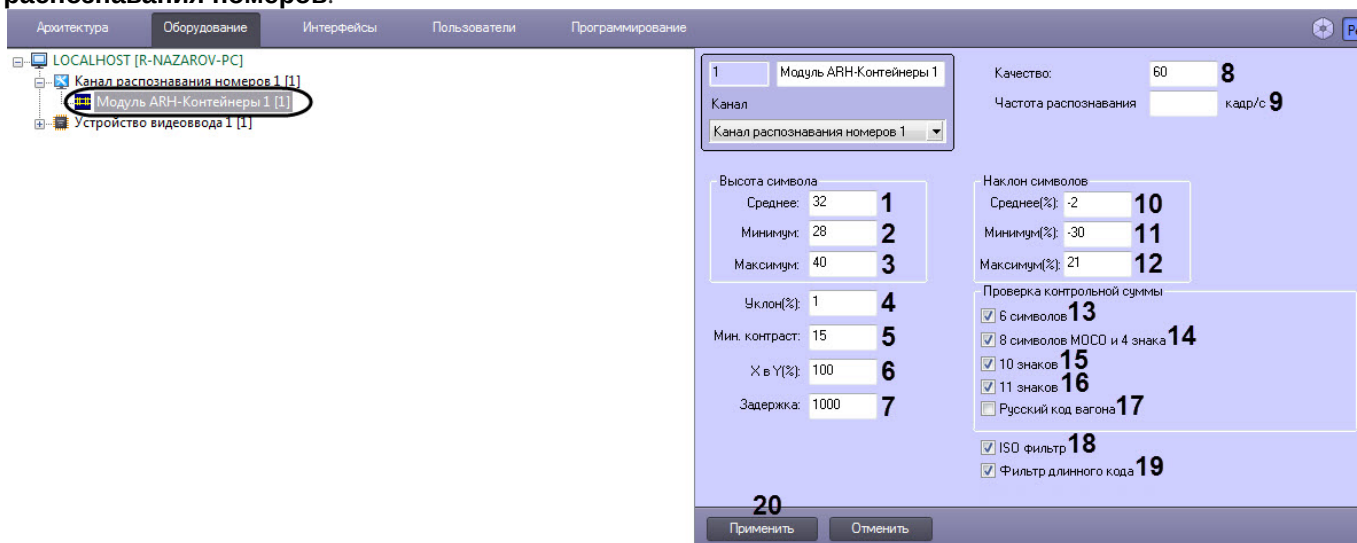 распознавания номеров.
Архитектура Оборудование Интерфейсы Пользователи Программирование
LOCALHOST [R-NAZAROV-PC]
Канал распознавания номеров 1 [1]
Модуль ARH-Контейнеры 1 [1]
Устройство видеоввода 1 [1]
1 Модуль ARH-Контейнеры 1
Канал
Канал распознавания номеров 1
Качество: 60 8
Частота распознавания кадр/с 9
Высота символа
Среднее: 32 1
Минимум: 28 2
Максимум: 40 3
Уклон(%): 1 4
Мин. контраст: 15 5
X в Y(%): 100 6
Задержка: 1000 7
Наклон символов
Среднее(%): -2 10
Минимум(%): -30 11
Максимум(%): 21 12
Проверка контрольной суммы
6 символов 13
8 символов МОСО и 4 знака 14
10 знаков 15
11 знаков 16
Русский код вагона 17
ISO фильтр 18
Фильтр длинного кода 19
20
Применить Отменить